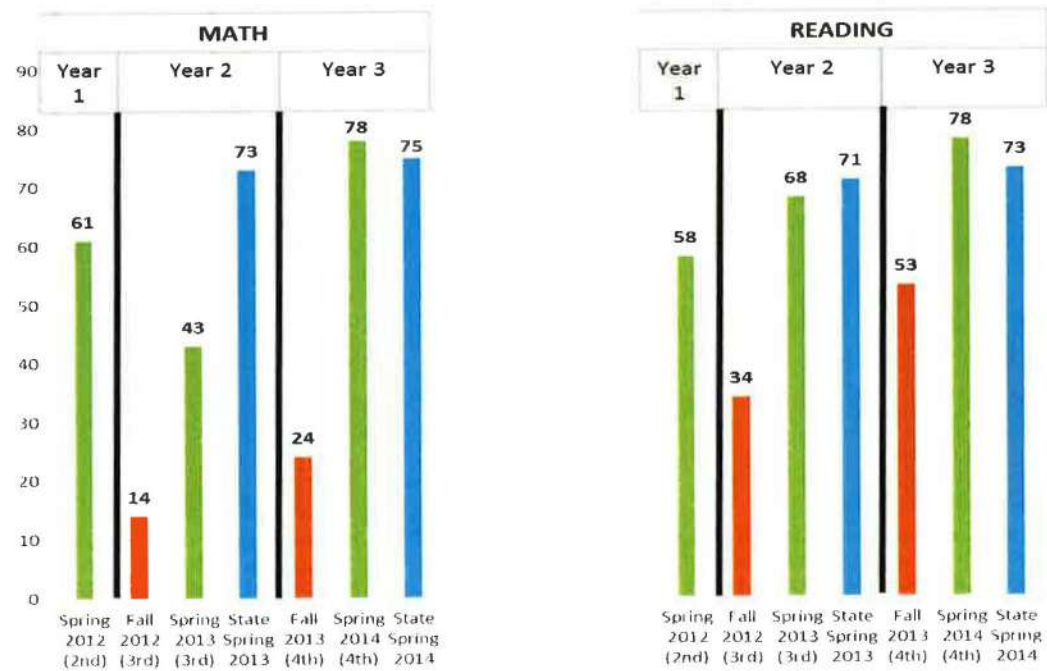 MATH
Year 1
Year 2
Year 3
90
80
70
60
50
40
30
20
10
0
61
14
43
73
24
78
75
Spring 2012 (2nd)
Fall 2012 (3rd)
Spring 2013 (3rd)
State Spring 2013
Fall 2013 (4th)
Spring 2014 (4th)
State Spring 2014
READING
Year 1
Year 2
Year 3
58
34
68
71
53
78
73
Spring 2012 (2nd)
Fall 2012 (3rd)
Spring 2013 (3rd)
State Spring 2013
Fall 2013 (4th)
Spring 2014 (4th)
State Spring 2014